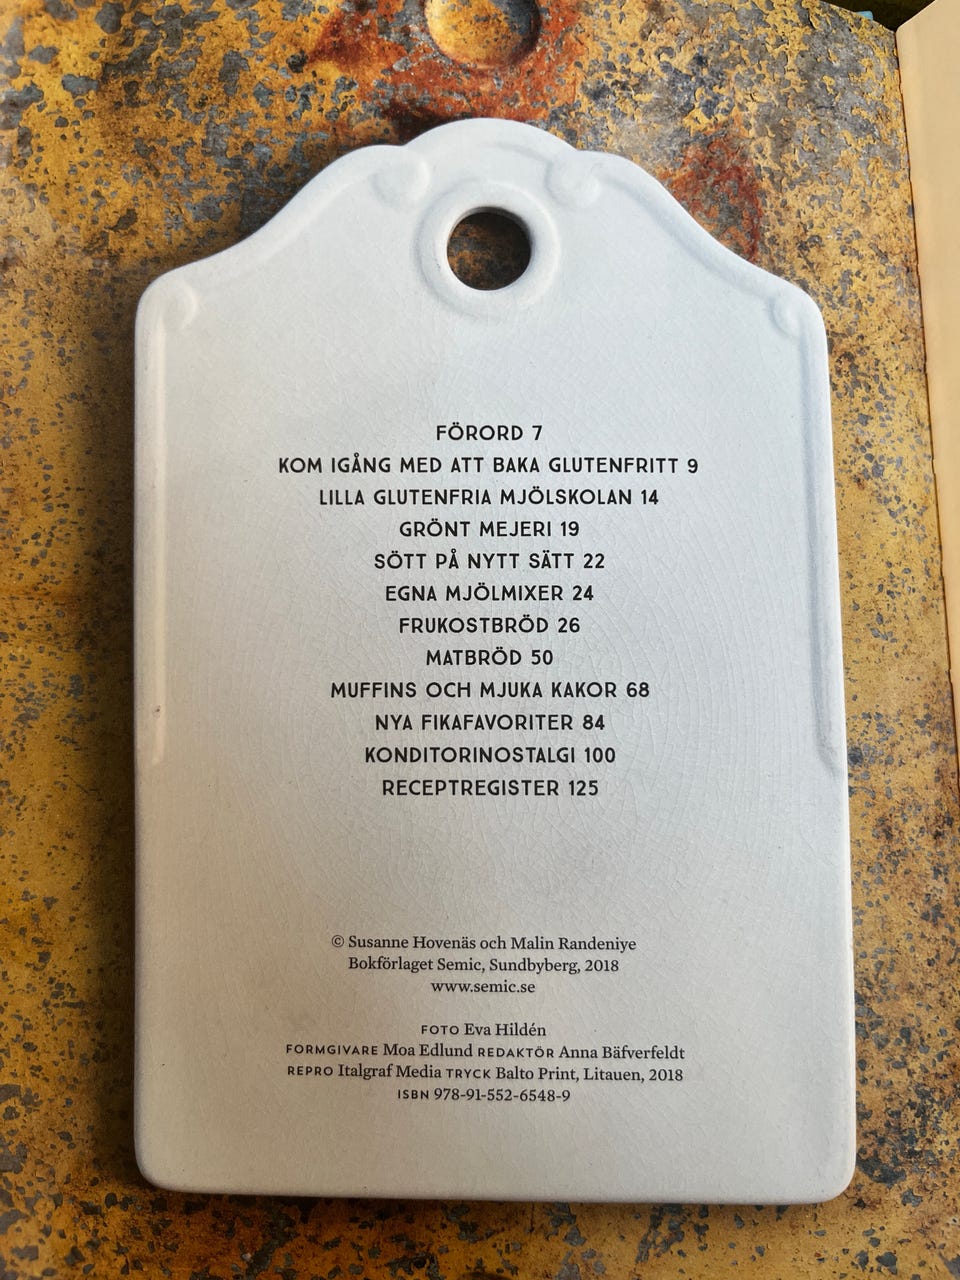 FÖRORD 7
KOM IGÅNG MED ATT BAKA GLUTENFRITT 9
LILLA GLUTENFRIA MJÖLSKOLAN 14
GRÖNT MEJERI 19
SÖTT PÅ NYTT SÄTT 22
EGNA MJÖLMIXER 24
FRUKOSTBRÖD 26
MATBRÖD 50
MUFFINS OCH MJUKA KAKOR 68
NYA FIKAFAVORITER 84
KONDITORINOSTALGI 100
RECEPTREGISTER 125
© Susanne Hovenäs och Malin Randeniye
Bokförlaget Semic, Sundbyberg, 2018
www.semic.se
FOTO Eva Hildén
FORMGIVARE Moa Edlund REDAKTÖR Anna Bäfverfeldt
REPRO Italgraf Media TRYCK Balto Print, Litauen, 2018
ISBN 978-91-552-6548-9